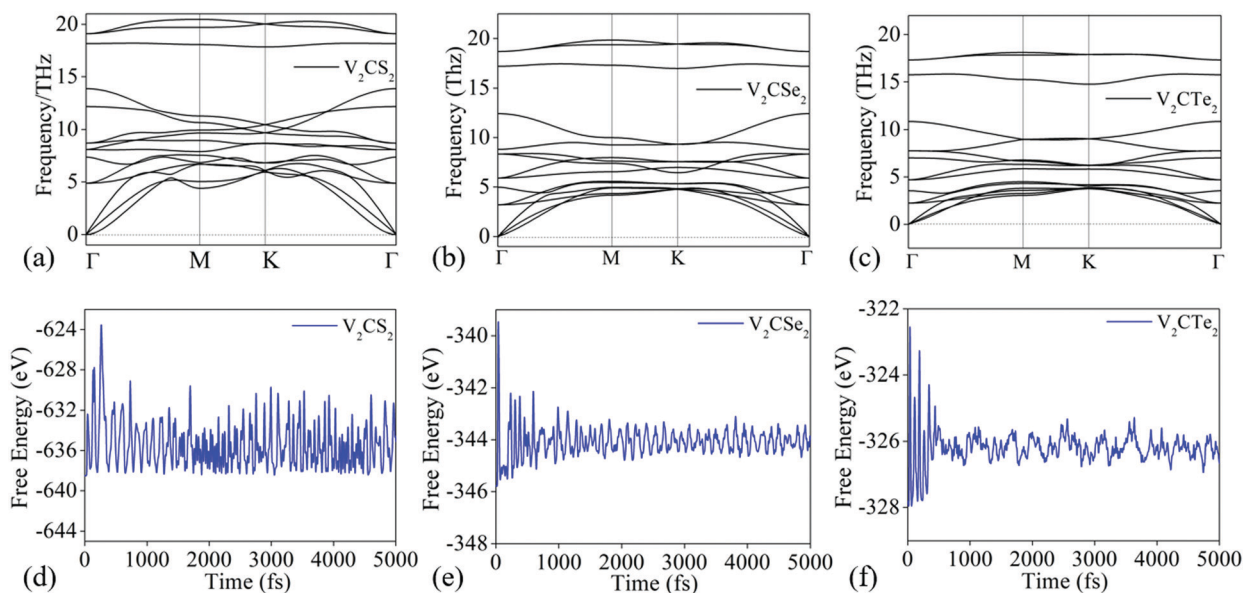 Frequency/THz
20
15
10
5
0
V₂CS₂
Γ M K Γ
(a)
Frequency (Thz)
20
15
10
5
0
V₂CSe₂
Γ M K Γ
(b)
Frequency (THz)
20
15
10
5
0
V₂CTe₂
Γ M K Γ
(c)
Free Energy (eV)
-624
-628
-632
-636
-640
-644
V₂CS₂
0 1000 2000 3000 4000 5000
Time (fs)
(d)
Free Energy (eV)
-340
-342
-344
-346
-348
V₂CSe₂
0 1000 2000 3000 4000 5000
Time (fs)
(e)
Free Energy (eV)
-322
-324
-326
-328
V₂CTe₂
0 1000 2000 3000 4000 5000
Time (fs)
(f)